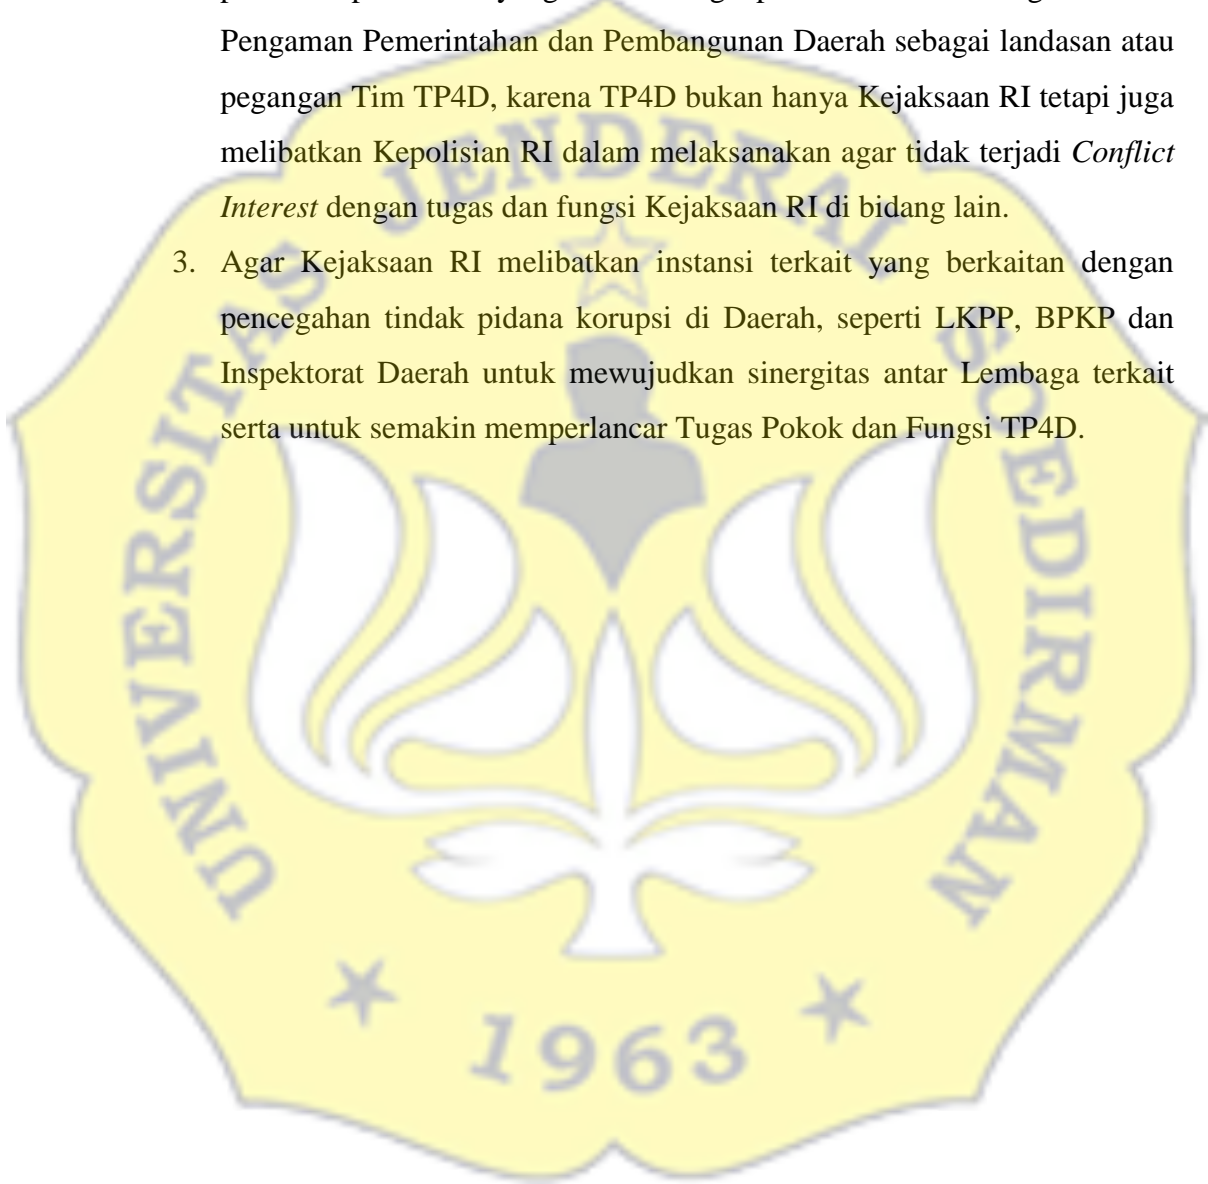 Pengaman Pemerintahan dan Pembangunan Daerah sebagai landasan atau
pegangan Tim TP4D, karena TP4D bukan hanya Kejaksaan RI tetapi juga
melibatkan Kepolisian RI dalam melaksanakan agar tidak terjadi Conflict
Interest dengan tugas dan fungsi Kejaksaan RI di bidang lain.
3. Agar Kejaksaan RI melibatkan instansi terkait yang berkaitan dengan
pencegahan tindak pidana korupsi di Daerah, seperti LKPP, BPKP dan
Inspektorat Daerah untuk mewujudkan sinergitas antar Lembaga terkait
serta untuk semakin memperlancar Tugas Pokok dan Fungsi TP4D.
UNIVERSITAS JENDERAL SOEDIRMAN
1963